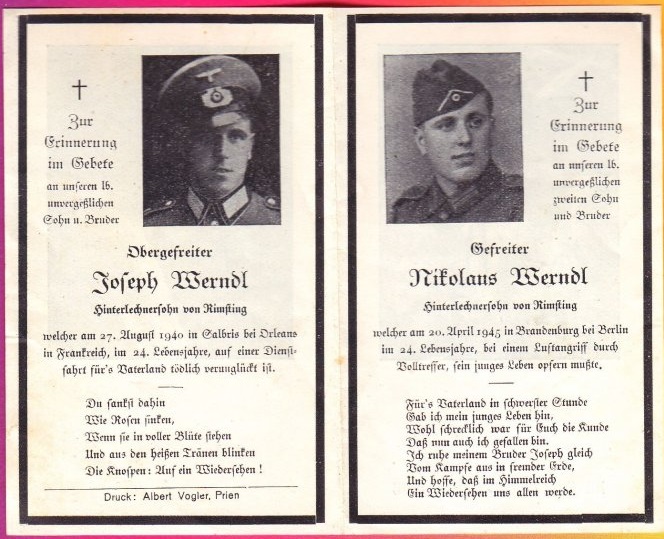 Zur
Erinnerung
im Gebete
an unseren lb.
unvergeßlichen
Sohn u. Bruder
Obergefreiter
Joseph Werndl
Hinterlechnersohn von Rimsting
welcher am 27. August 1940 in Salbris bei Orleans
in Frankreich, im 24. Lebensjahre, auf einer Dienst-
fahrt für's Vaterland tödlich verunglückt ist.
Du sankst dahin
Wie Rosen sinken,
Wenn sie in voller Blüte stehen
Und aus den heißen Tränen blinken
Die Knospen: Auf ein Wiedersehen!
Druck: Albert Vogler, Prien
Zur
Erinnerung
im Gebete
an unseren lb.
unvergeßlichen
zweiten Sohn
und Bruder
Gefreiter
Nikolaus Werndl
Hinterlechnersohn von Rimsting
welcher am 20. April 1945 in Brandenburg bei Berlin
im 24. Lebensjahre, bei einem Luftangriff durch
Volltreffer, sein junges Leben opfern mußte.
Für's Vaterland in schwerster Stunde
Gab ich mein junges Leben hin,
Wohl schrecklich war für Euch die Kunde
Daß nun auch ich gefallen bin.
Ich ruhe meinem Bruder Joseph gleich
Vom Kampfe aus in fremder Erde,
Und hoffe, daß im Himmelreich
Ein Wiedersehen uns allen werde.